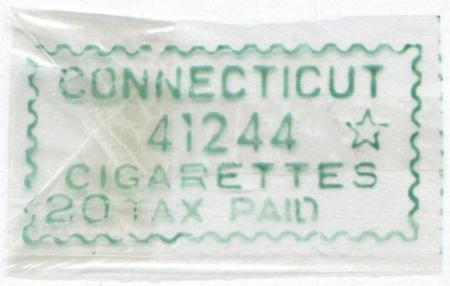 CONNECTICUT
41244 ☆
CIGARETTES
20 TAX PAID